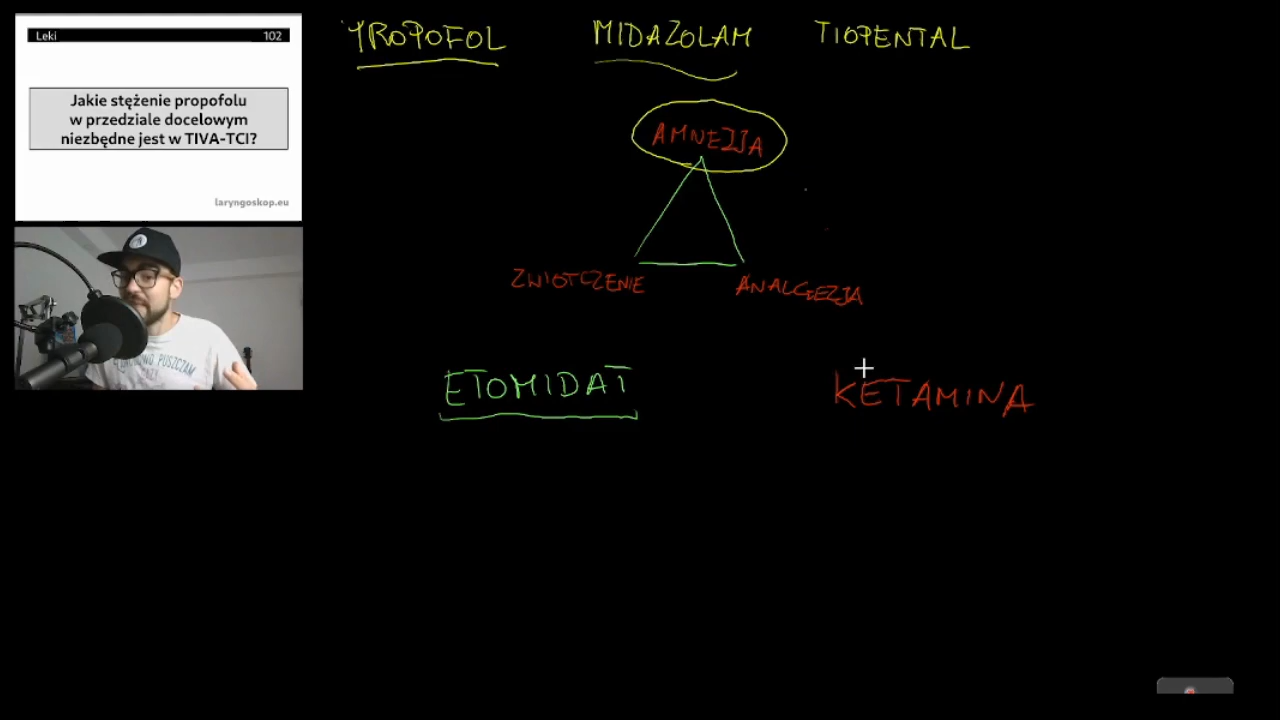 Leki 102
Jakie stężenie propofolu
w przedziale docelowym
niezbędne jest w TIVA-TCI?
laryngoskop.eu
PROPOFOL MIDAZOLAM TIOPENTAL
AMNEZJA
ZWIOTCZENIE ANALGEZJA
ETOMIDAT KETAMINA
PUSZCZAM